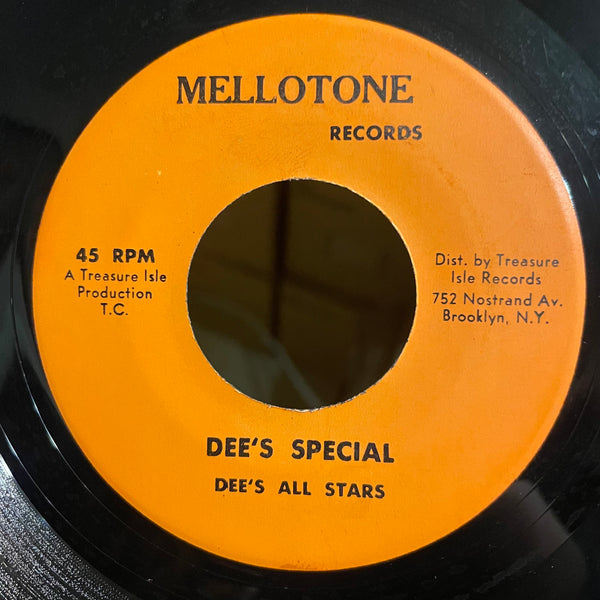 MELLOTONE
RECORDS
45 RPM
A Treasure Isle
Production
T.C.
Dist. by Treasure
Isle Records
752 Nostrand Av.
Brooklyn, N.Y.
DEE'S SPECIAL
DEE'S ALL STARS